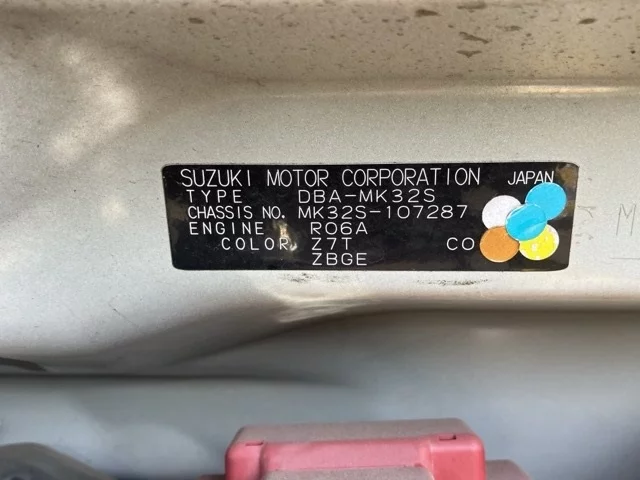 SUZUKI MOTOR CORPORATION JAPAN
TYPE DBA-MK32S
CHASSIS NO. MK32S-107287
ENGINE R06A
COLOR Z7T CO
ZBGE
M